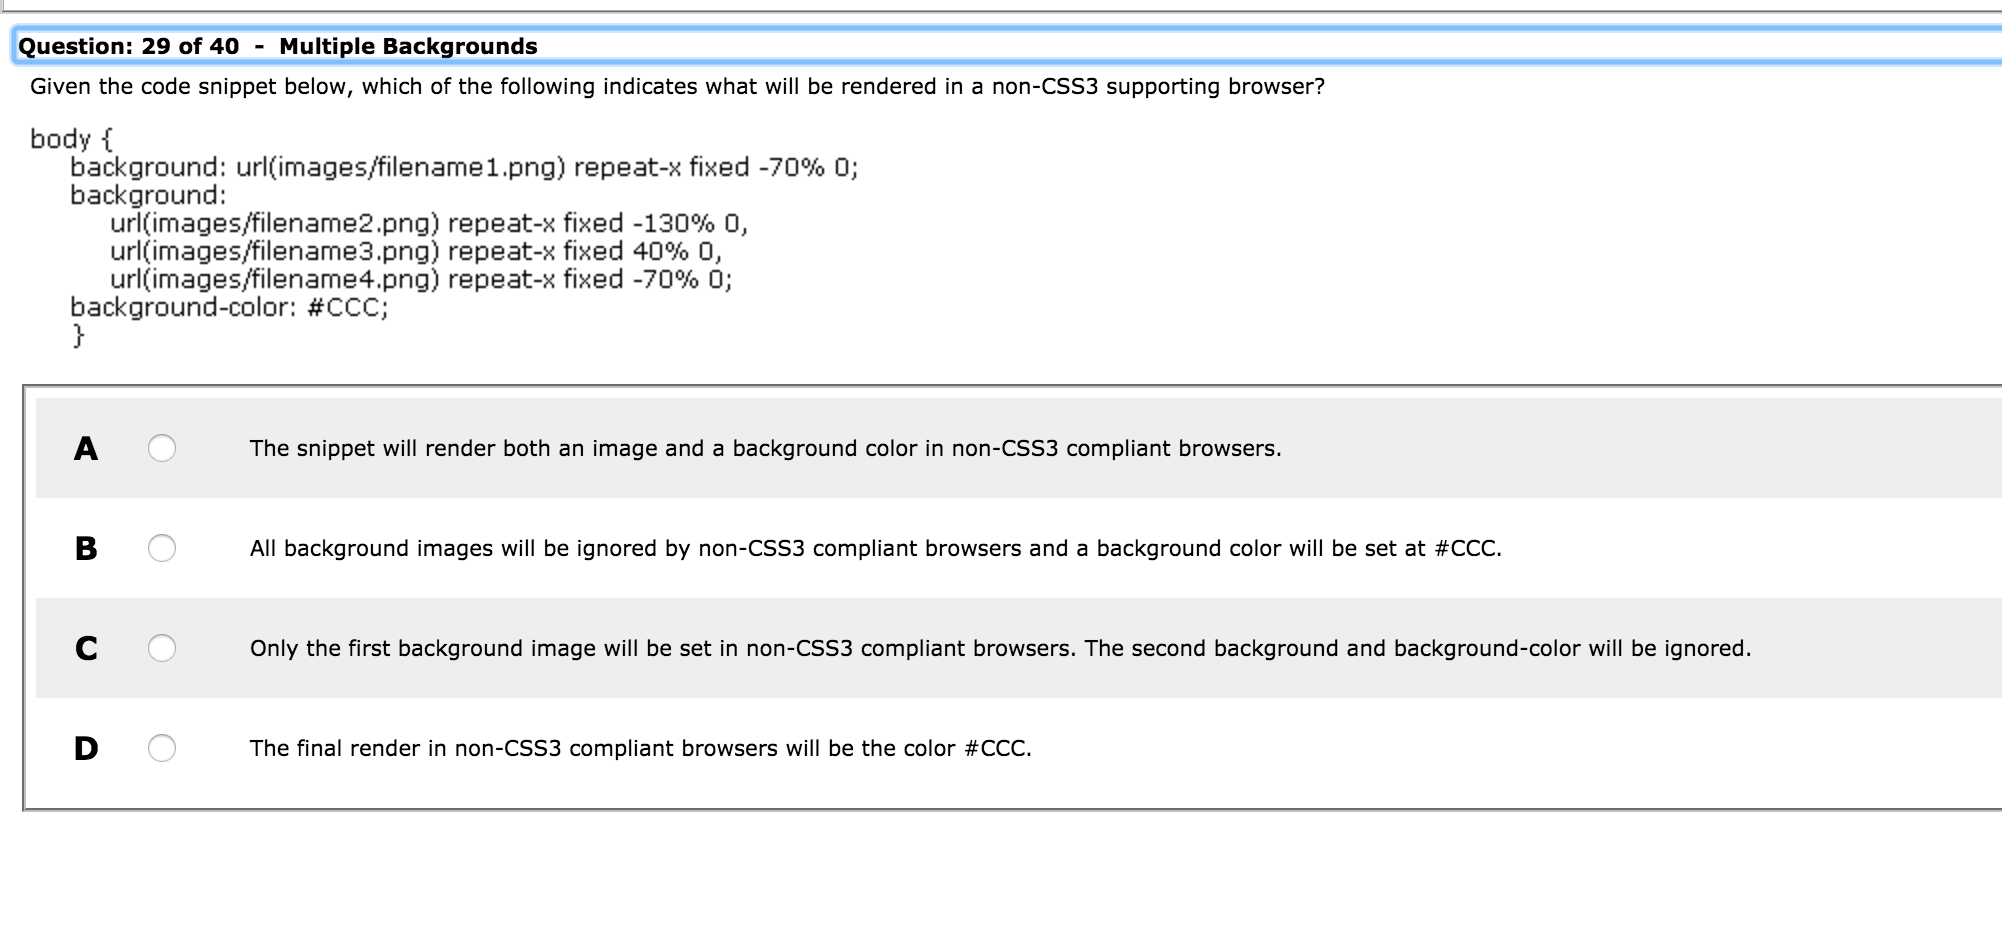 Question: 29 of 40 - Multiple Backgrounds
Given the code snippet below, which of the following indicates what will be rendered in a non-CSS3 supporting browser?
body {
background: url(images/filename1.png) repeat-x fixed -70% 0;
background:
url(images/filename2.png) repeat-x fixed -130% 0,
url(images/filename3.png) repeat-x fixed 40% 0,
url(images/filename4.png) repeat-x fixed -70% 0;
background-color: #CCC;
}
A The snippet will render both an image and a background color in non-CSS3 compliant browsers.
B All background images will be ignored by non-CSS3 compliant browsers and a background color will be set at #CCC.
C Only the first background image will be set in non-CSS3 compliant browsers. The second background and background-color will be ignored.
D The final render in non-CSS3 compliant browsers will be the color #CCC.